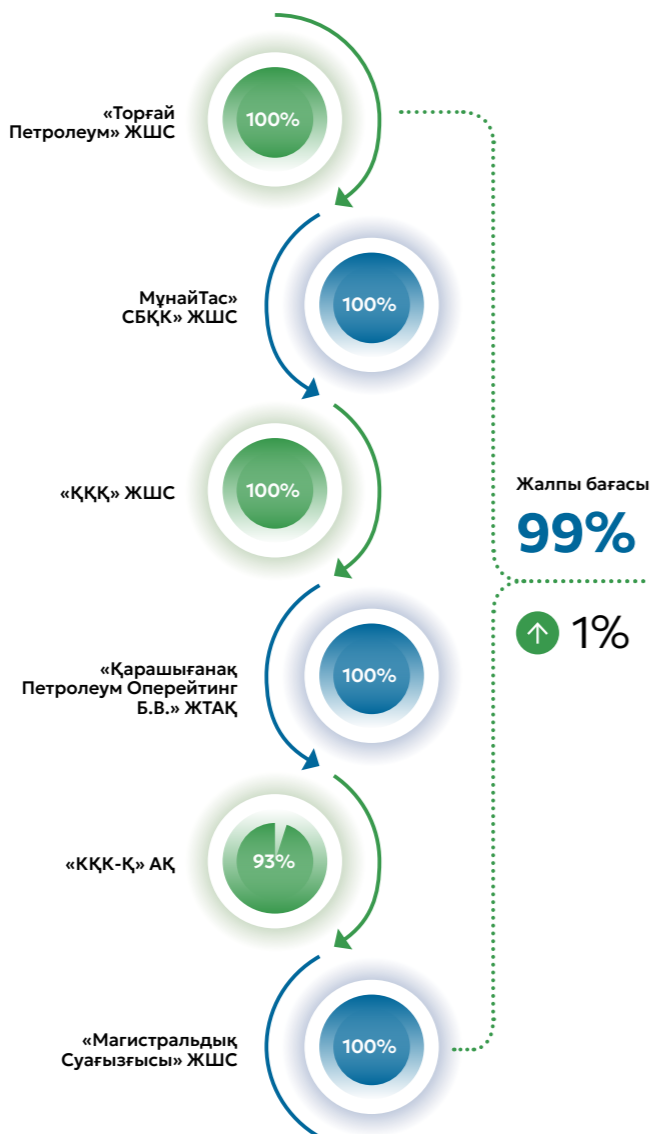 «Торғай
Петролеум» ЖШС
100%
МұнайТас»
СБҚК» ЖШС
100%
«ҚҚҚ» ЖШС
100%
Жалпы бағасы
99%
1%
«Қарашығанақ
Петролеум Оперейтинг
Б.В.» ЖТАҚ
100%
«КҚК-Қ» АҚ
93%
«Магистральдық
Суағызғысы» ЖШС
100%